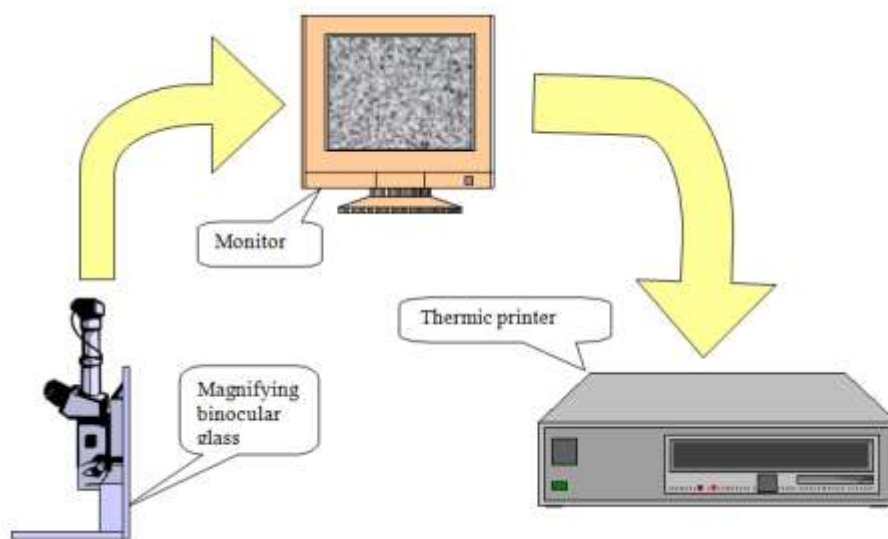 Monitor
Thermic printer
Magnifying
binocular
glass